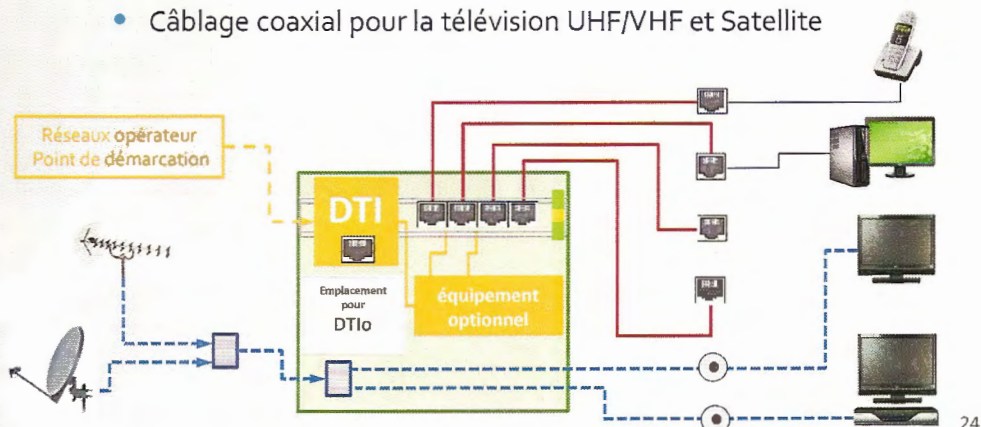 • Câblage coaxial pour la télévision UHF/VHF et Satellite
Réseaux opérateur
Point de démarcation
DTI
Emplacement
pour
DTIo
équipement
optionnel
24